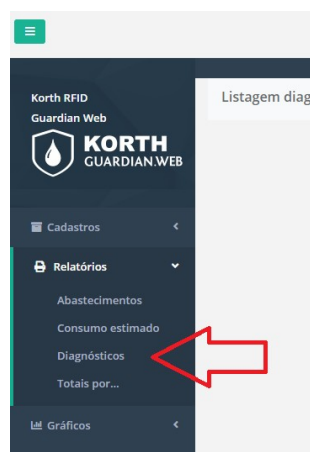 Korth RFID
Guardian Web
KORTH
GUARDIAN.WEB
Listagem diag
Cadastros
Relatórios
Abastecimentos
Consumo estimado
Diagnósticos
Totais por...
Gráficos